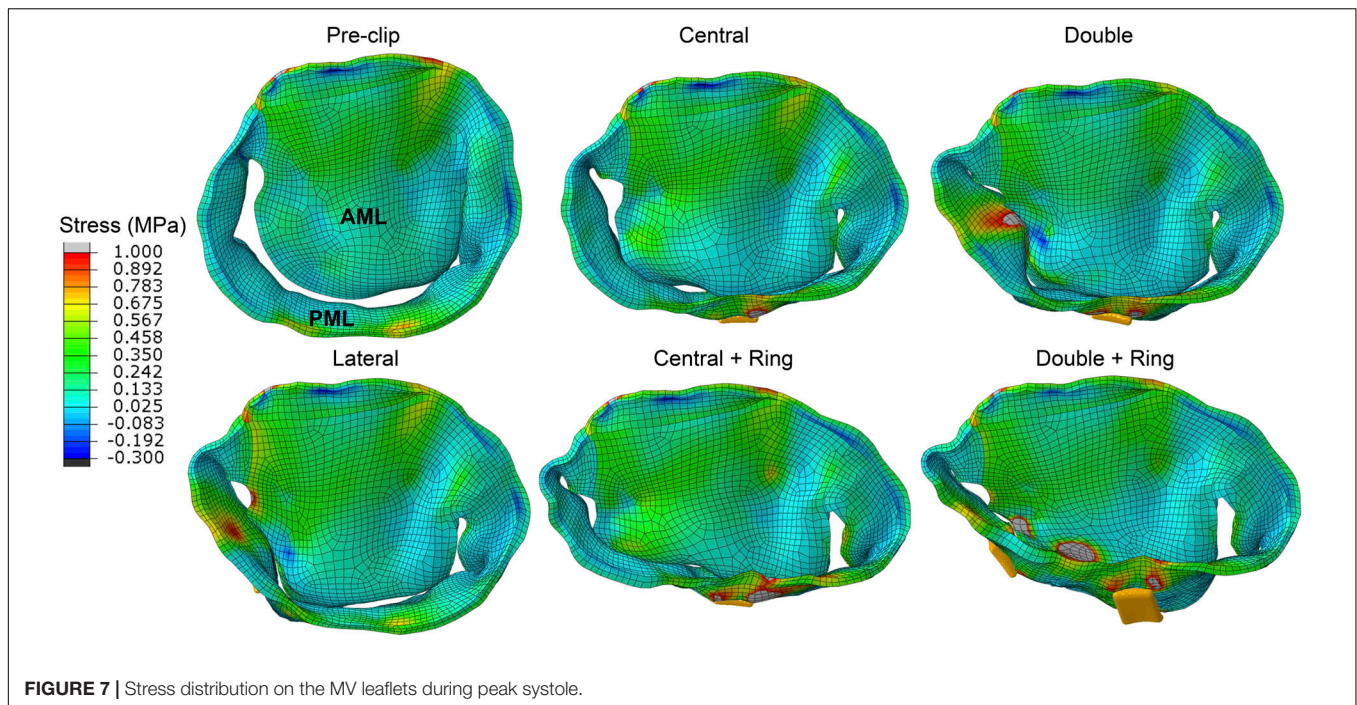 Pre-clip
Central
Double
AML
PML
Stress (MPa)
1.000
0.892
0.783
0.675
0.567
0.458
0.350
0.242
0.133
0.025
-0.083
-0.192
-0.300
Lateral
Central + Ring
Double + Ring
FIGURE 7 | Stress distribution on the MV leaflets during peak systole.